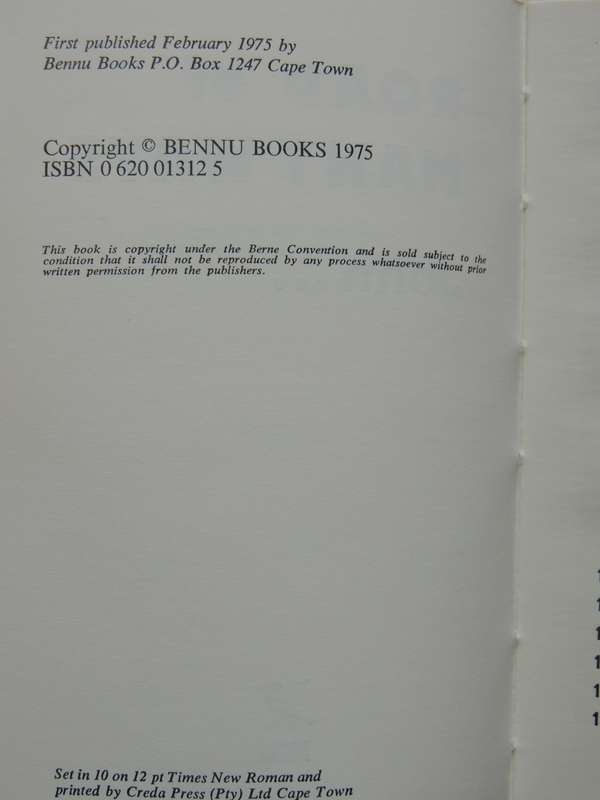 First published February 1975 by
Bennu Books P.O. Box 1247 Cape Town
Copyright © BENNU BOOKS 1975
ISBN 0 620 01312 5
This book is copyright under the Berne Convention and is sold subject to the
condition that it shall not be reproduced by any process whatsoever without prior
written permission from the publishers.
Set in 10 on 12 pt Times New Roman and
printed by Creda Press (Pty) Ltd Cape Town